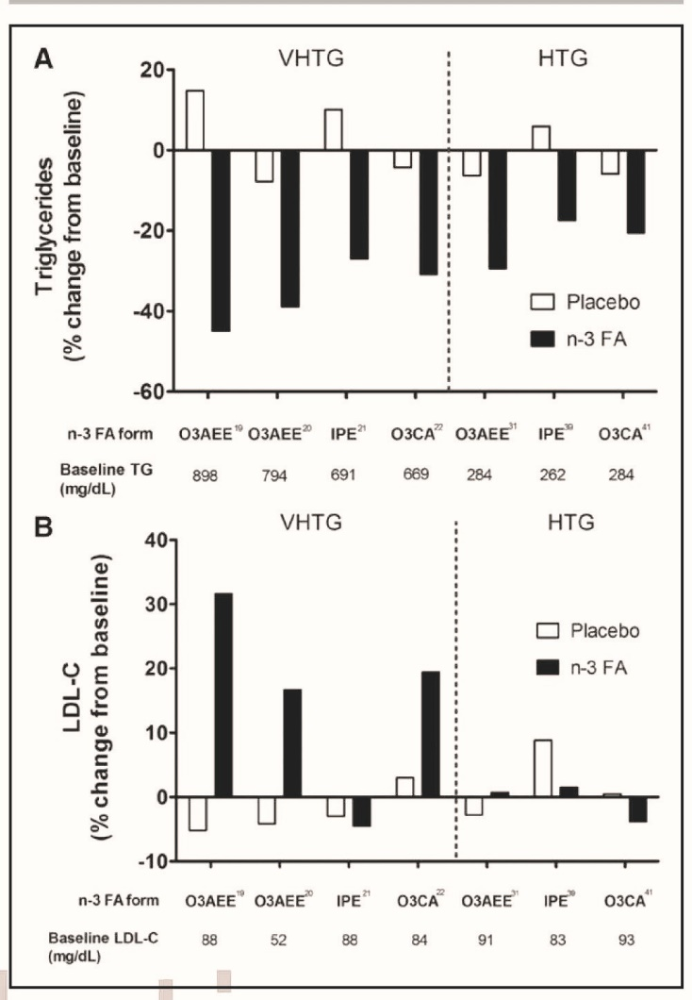 A
VHTG HTG
20
0
-20
-40
-60
Triglycerides
(% change from baseline)
Placebo
n-3 FA
n-3 FA form O3AEE¹⁹ O3AEE²⁰ IPE²¹ O3CA²² O3AEE³¹ IPE³⁹ O3CA⁴¹
Baseline TG 898 794 691 669 284 262 284
(mg/dL)
B
VHTG HTG
40
30
20
10
0
-10
LDL-C
(% change from baseline)
Placebo
n-3 FA
n-3 FA form O3AEE¹⁹ O3AEE²⁰ IPE²¹ O3CA²² O3AEE³¹ IPE³⁹ O3CA⁴¹
Baseline LDL-C 88 52 88 84 91 83 93
(mg/dL)